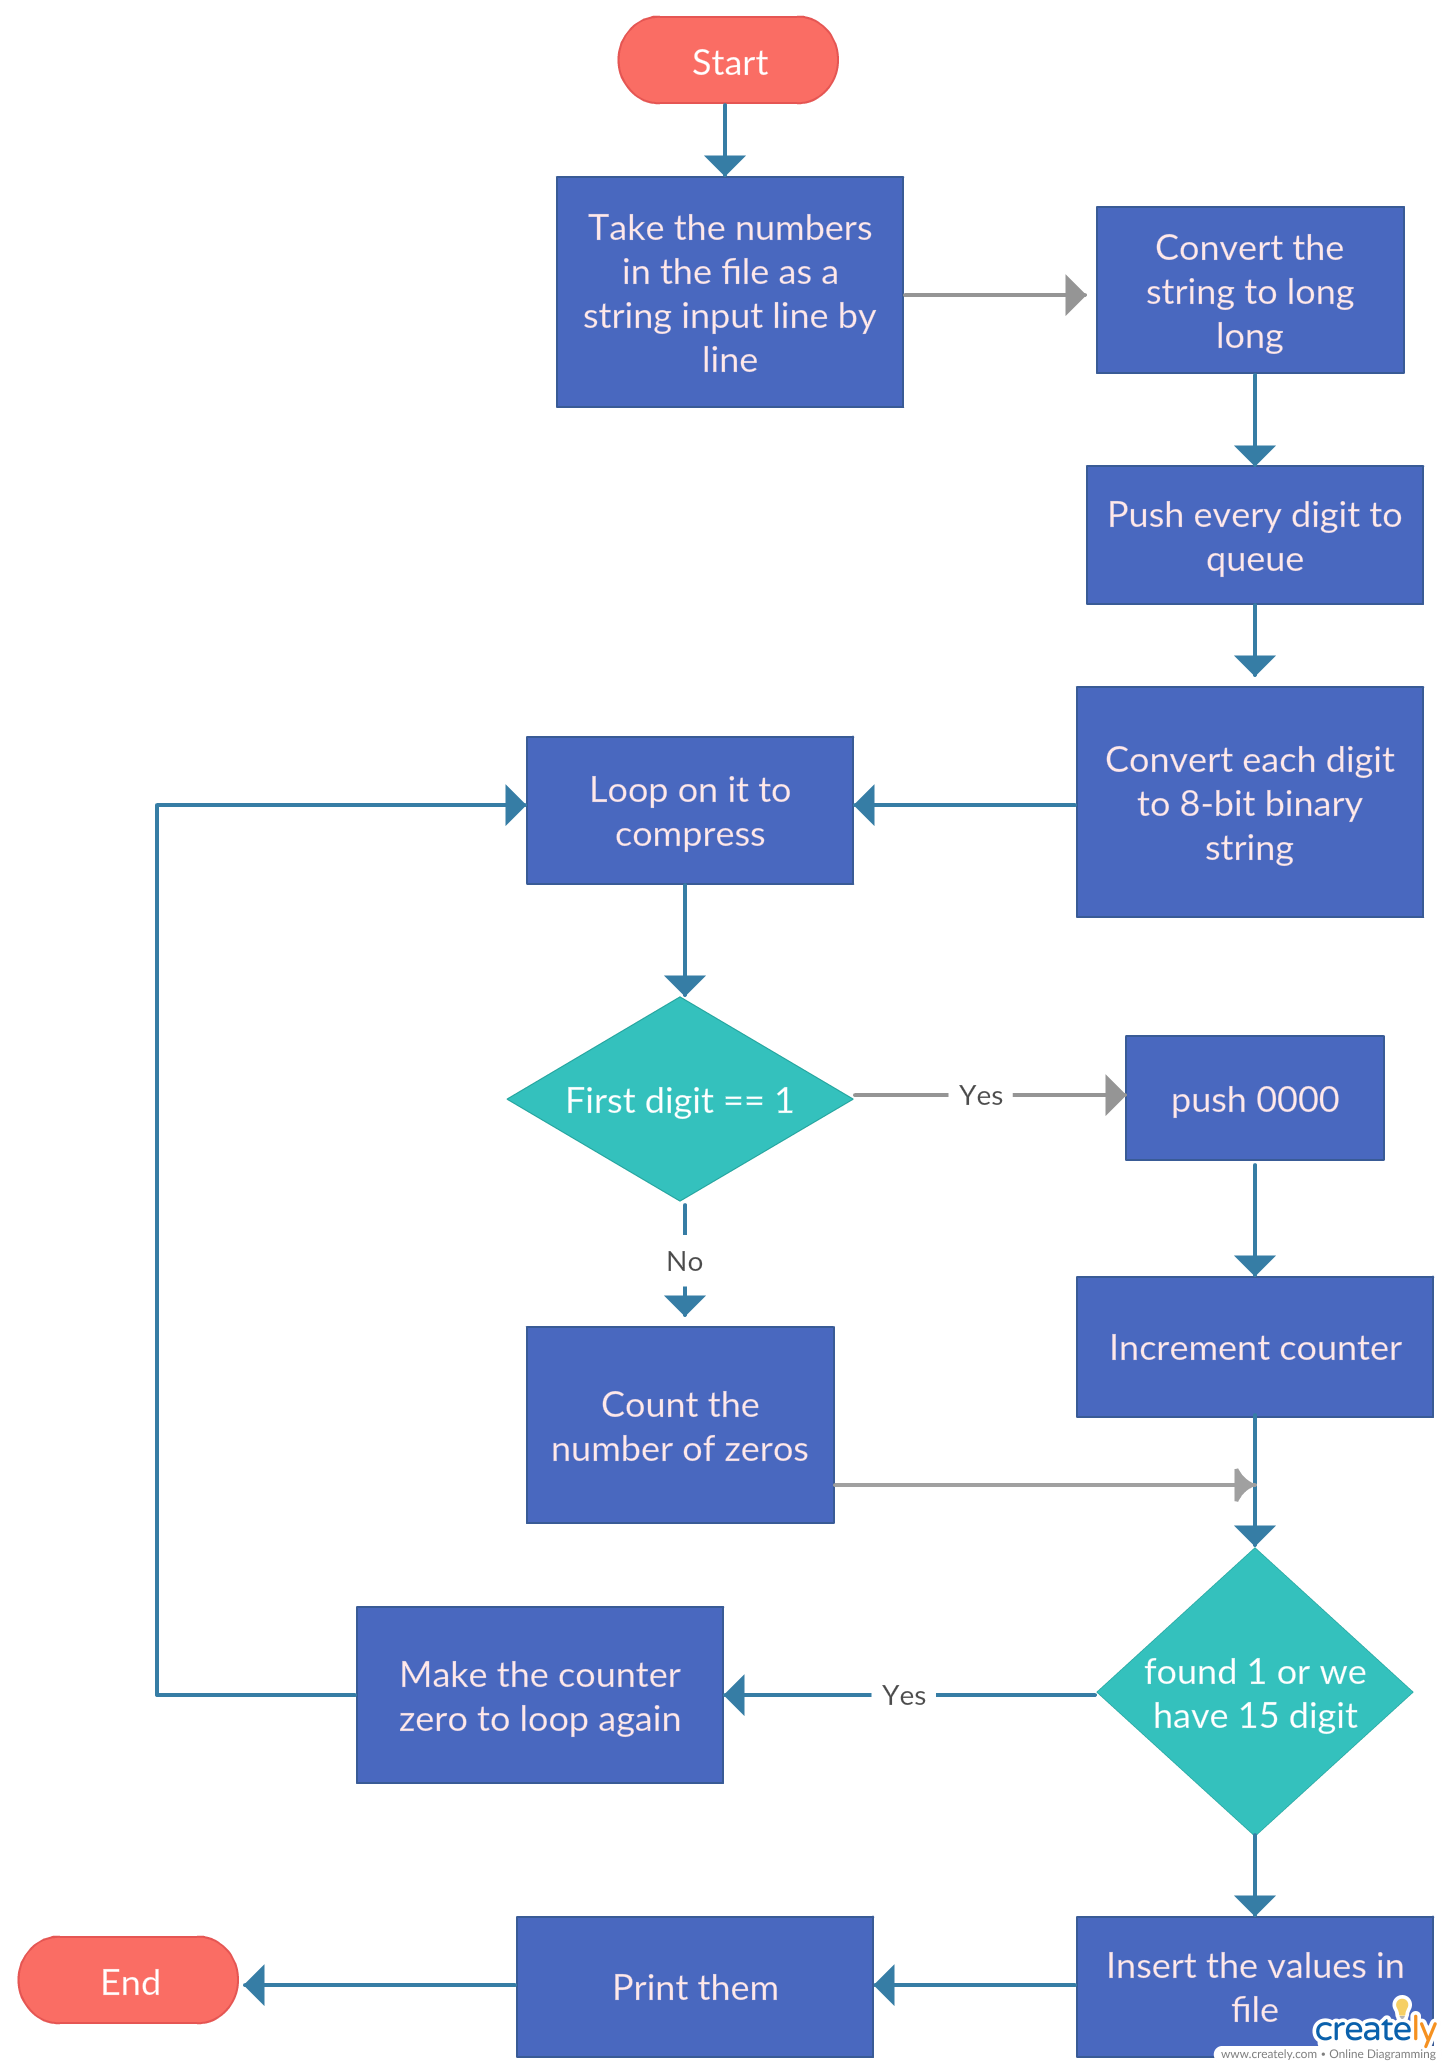 Start
Take the numbers
in the file as a
string input line by
line
Convert the
string to long
long
Push every digit to
queue
Convert each digit
to 8-bit binary
string
Loop on it to
compress
First digit == 1
Yes
push 0000
No
Increment counter
Count the
number of zeros
found 1 or we
have 15 digit
Yes
Make the counter
zero to loop again
Insert the values in
file
Print them
End
creately
www.creately.com • Online Diagramming